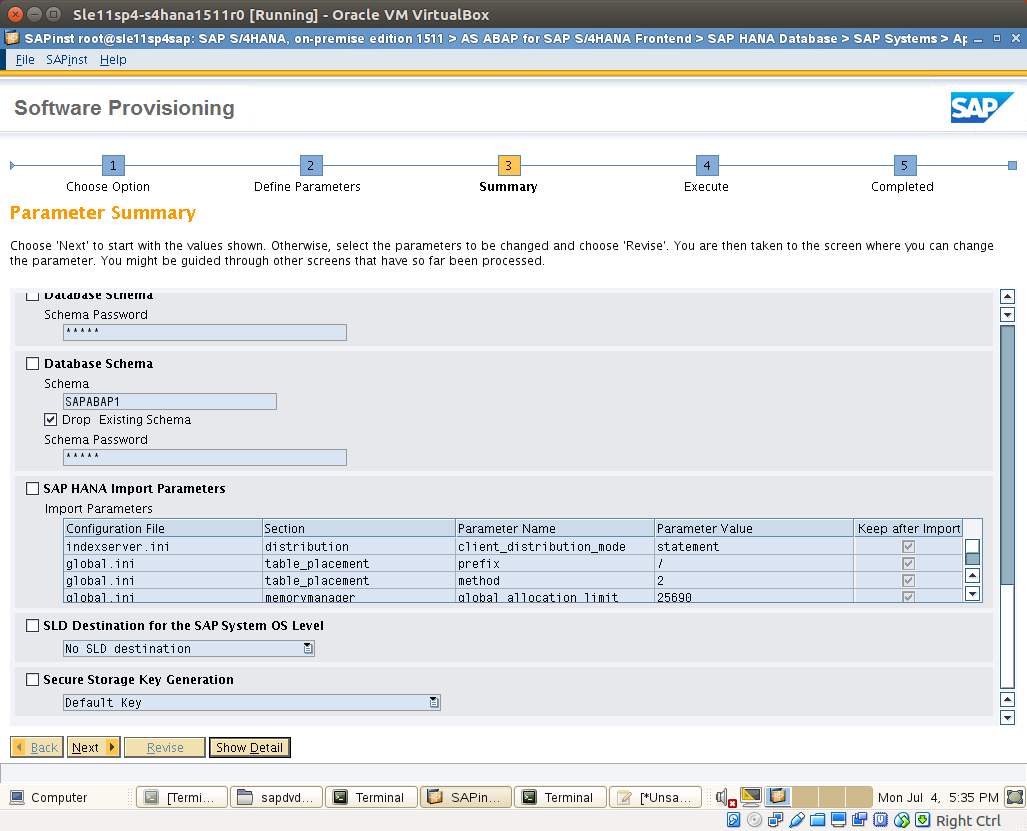 Sle11sp4-s4hana1511r0 [Running] - Oracle VM VirtualBox
SAPinst root@sle11sp4sap: SAP S/4HANA, on-premise edition 1511 > AS ABAP for SAP S/4HANA Frontend > SAP HANA Database > SAP Systems > Ap
File SAPinst Help
Software Provisioning
SAP
1 2 3 4 5
Choose Option Define Parameters Summary Execute Completed
Parameter Summary
Choose 'Next' to start with the values shown. Otherwise, select the parameters to be changed and choose 'Revise'. You are then taken to the screen where you can change
the parameter. You might be guided through other screens that have so far been processed.
Database Schema
Schema Password
*****
Database Schema
Schema
SAPABAP1
Drop Existing Schema
Schema Password
*****
SAP HANA Import Parameters
Import Parameters
Configuration File Section Parameter Name Parameter Value Keep after Import
indexserver.ini distribution client_distribution_mode statement
global.ini table_placement prefix /
global.ini table_placement method 2
global.ini memorymanager global_allocation_limit 25690
SLD Destination for the SAP System OS Level
No SLD destination
Secure Storage Key Generation
Default Key
Back Next Revise Show Detail
Computer [Termi... sapdvd... Terminal SAPin... Terminal [*Unsa... Mon Jul 4, 5:35 PM
Right Ctrl